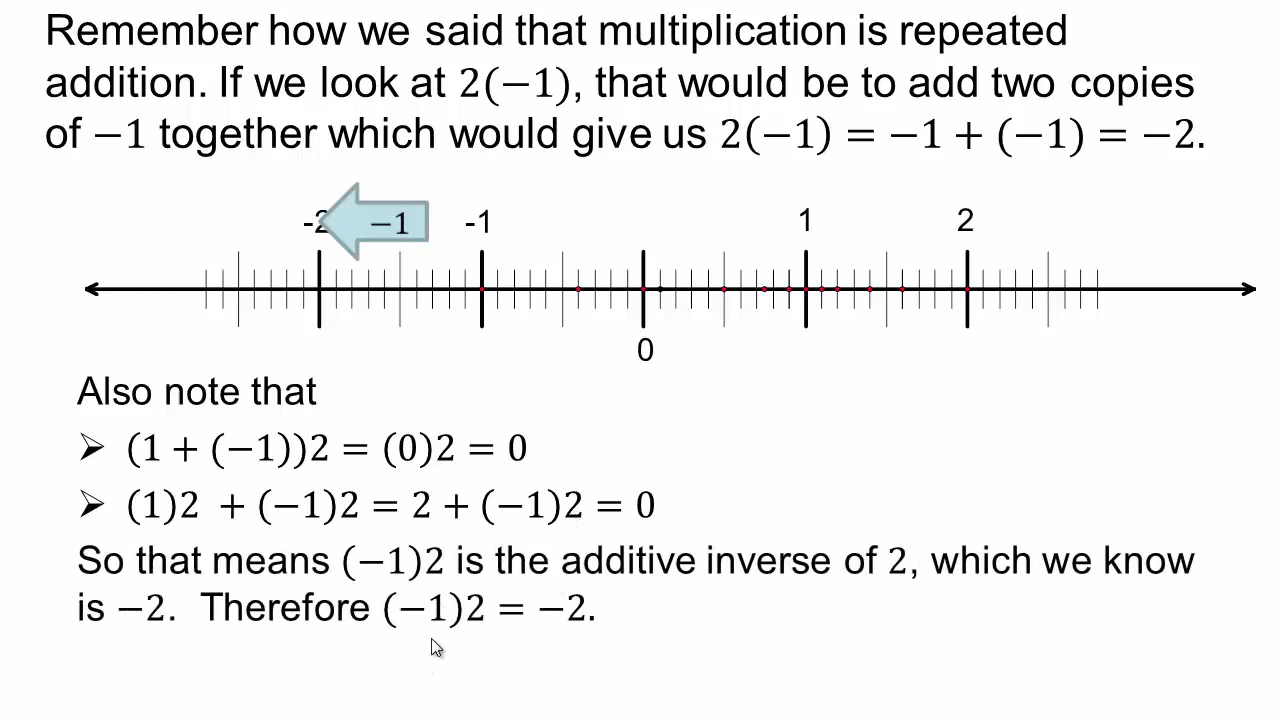 Remember how we said that multiplication is repeated
addition. If we look at 2(−1), that would be to add two copies
of −1 together which would give us 2(−1) = −1 + (−1) = −2.
-2 −1 -1 1 2
0
Also note that
➢ (1 + (−1))2 = (0)2 = 0
➢ (1)2 + (−1)2 = 2 + (−1)2 = 0
So that means (−1)2 is the additive inverse of 2, which we know
is −2. Therefore (−1)2 = −2.